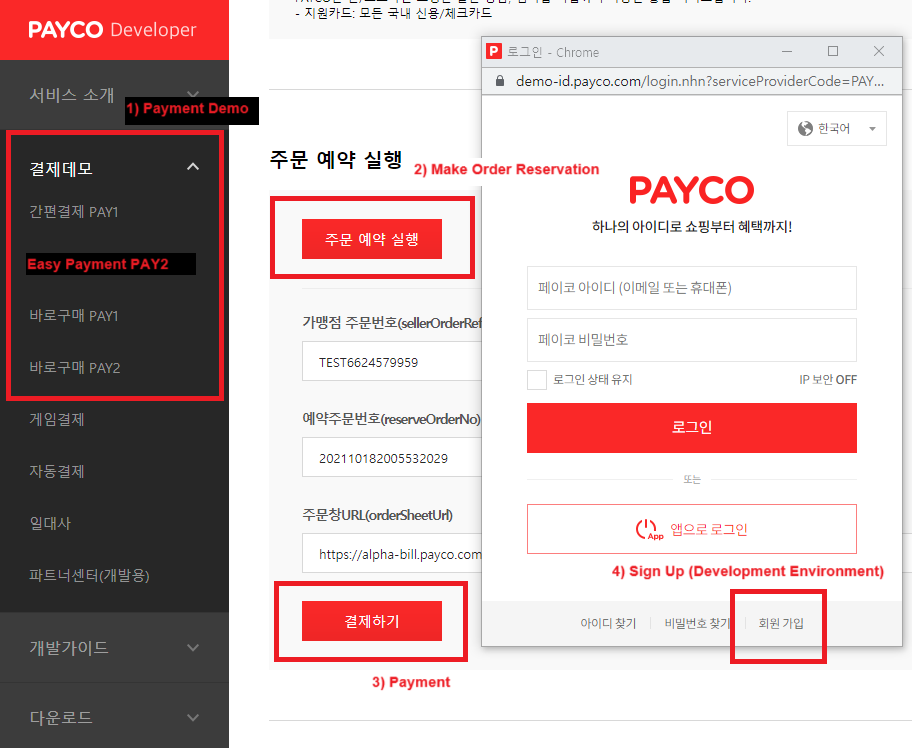 PAYCO Developer
서비스 소개
1) Payment Demo
결제데모
간편결제 PAY1
Easy Payment PAY2
바로구매 PAY1
바로구매 PAY2
게임결제
자동결제
일대사
파트너센터(개발용)
개발가이드
다운로드
- 지원카드: 모든 국내 신용/체크카드
주문 예약 실행
2) Make Order Reservation
주문 예약 실행
가맹점 주문번호(sellerOrderRef
TEST6624579959
예약주문번호(reserveOrderNo)
202110182005532029
주문창URL(orderSheetUrl)
https://alpha-bill.payco.com
결제하기
3) Payment
P 로그인 - Chrome
demo-id.payco.com/login.nhn?serviceProviderCode=PAY...
한국어
PAYCO
하나의 아이디로 쇼핑부터 혜택까지!
페이코 아이디 (이메일 또는 휴대폰)
페이코 비밀번호
로그인 상태 유지 IP 보안 OFF
로그인
또는
App 앱으로 로그인
4) Sign Up (Development Environment)
아이디 찾기 비밀번호 찾기 회원 가입